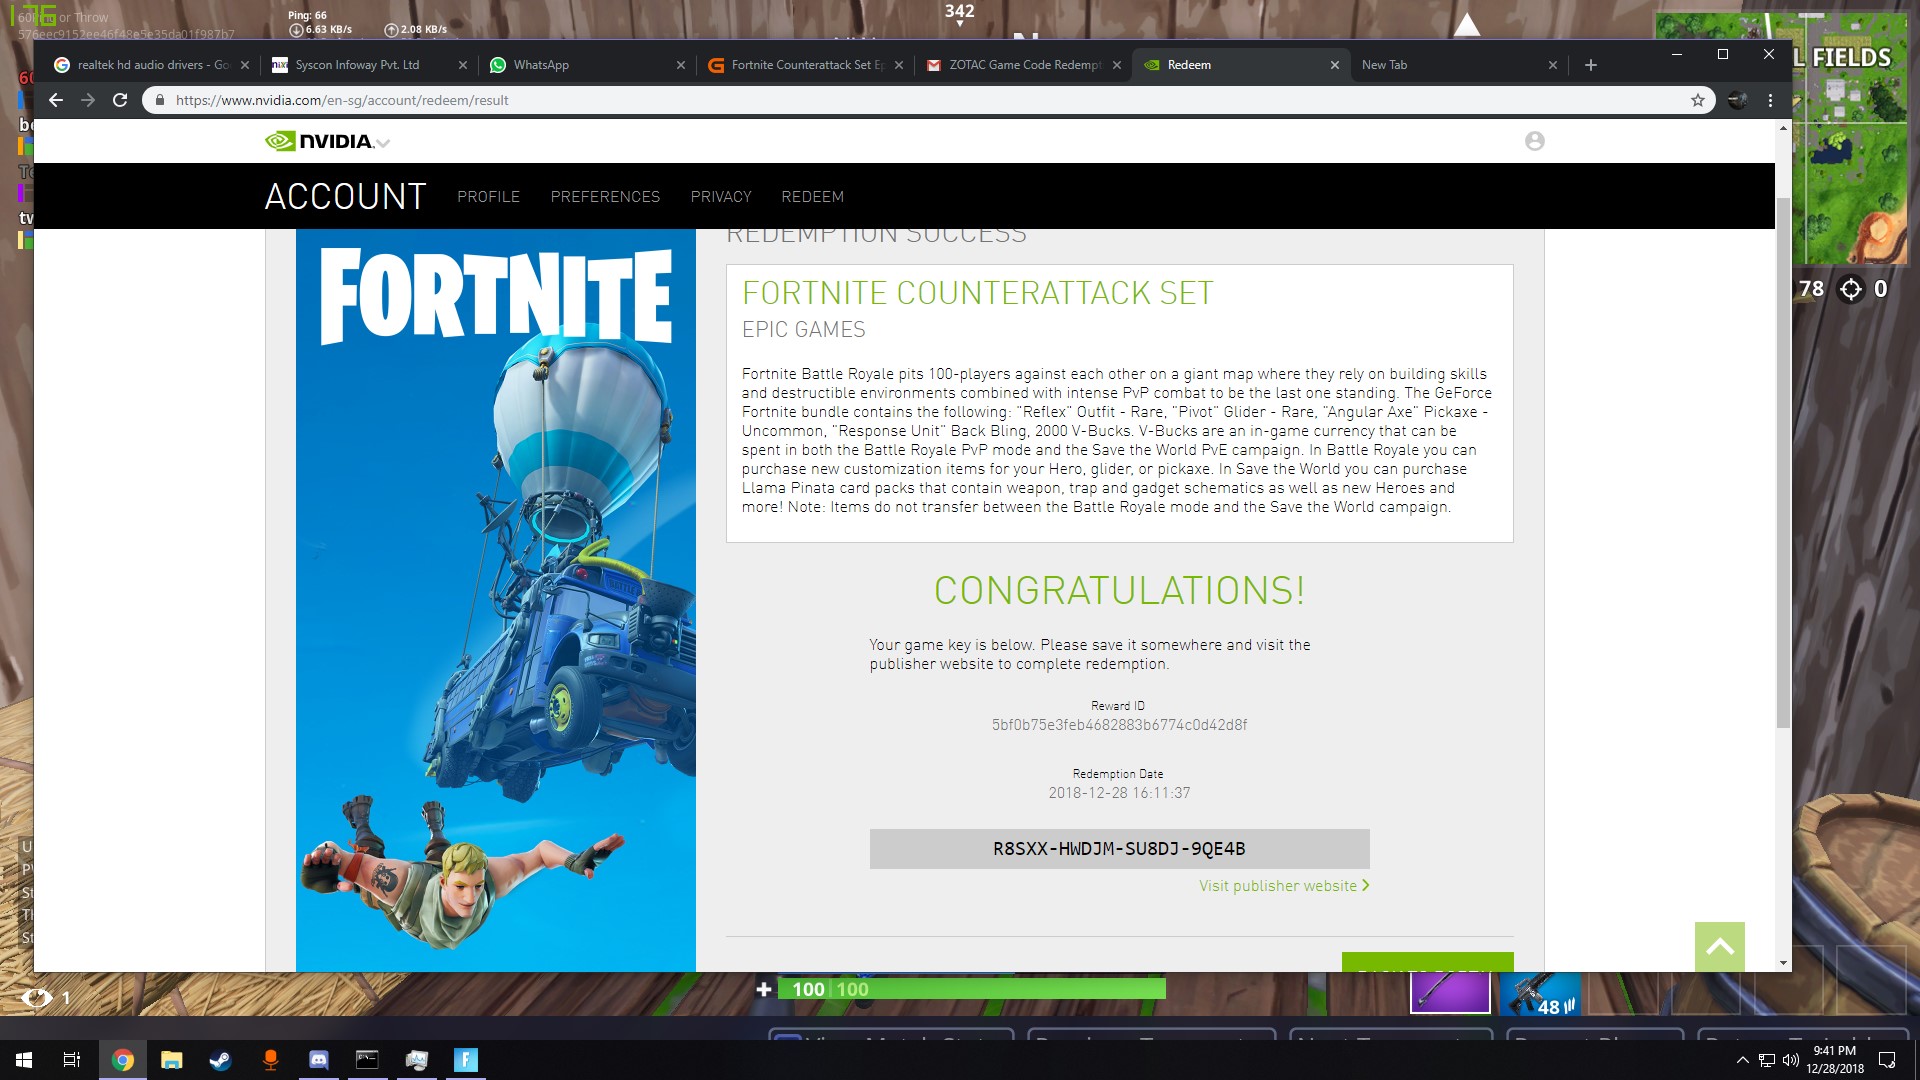 176
60Ping or Throw
576eec9152ee46f48e5e35da01f987b7
Ping: 66
6.63 KB/s 2.08 KB/s
342
L FIELDS
realtek hd audio drivers - Go
Syscon Infoway Pvt. Ltd
WhatsApp
Fortnite Counterattack Set Ep
ZOTAC Game Code Redempt
Redeem
New Tab
https://www.nvidia.com/en-sg/account/redeem/result
NVIDIA
ACCOUNT PROFILE PREFERENCES PRIVACY REDEEM
78 0
FORTNITE
REDEMPTION SUCCESS
FORTNITE COUNTERATTACK SET
EPIC GAMES
Fortnite Battle Royale pits 100-players against each other on a giant map where they rely on building skills
and destructible environments combined with intense PvP combat to be the last one standing. The GeForce
Fortnite bundle contains the following: "Reflex" Outfit - Rare, "Pivot" Glider - Rare, "Angular Axe" Pickaxe -
Uncommon, "Response Unit" Back Bling, 2000 V-Bucks. V-Bucks are an in-game currency that can be
spent in both the Battle Royale PvP mode and the Save the World PvE campaign. In Battle Royale you can
purchase new customization items for your Hero, glider, or pickaxe. In Save the World you can purchase
Llama Pinata card packs that contain weapon, trap and gadget schematics as well as new Heroes and
more! Note: Items do not transfer between the Battle Royale mode and the Save the World campaign.
CONGRATULATIONS!
Your game key is below. Please save it somewhere and visit the
publisher website to complete redemption.
Reward ID
5bf0b75e3feb4682883b6774c0d42d8f
Redemption Date
2018-12-28 16:11:37
R8SXX-HWDJM-SU8DJ-9QE4B
Visit publisher website
1
100 | 100
48
9:41 PM
12/28/2018